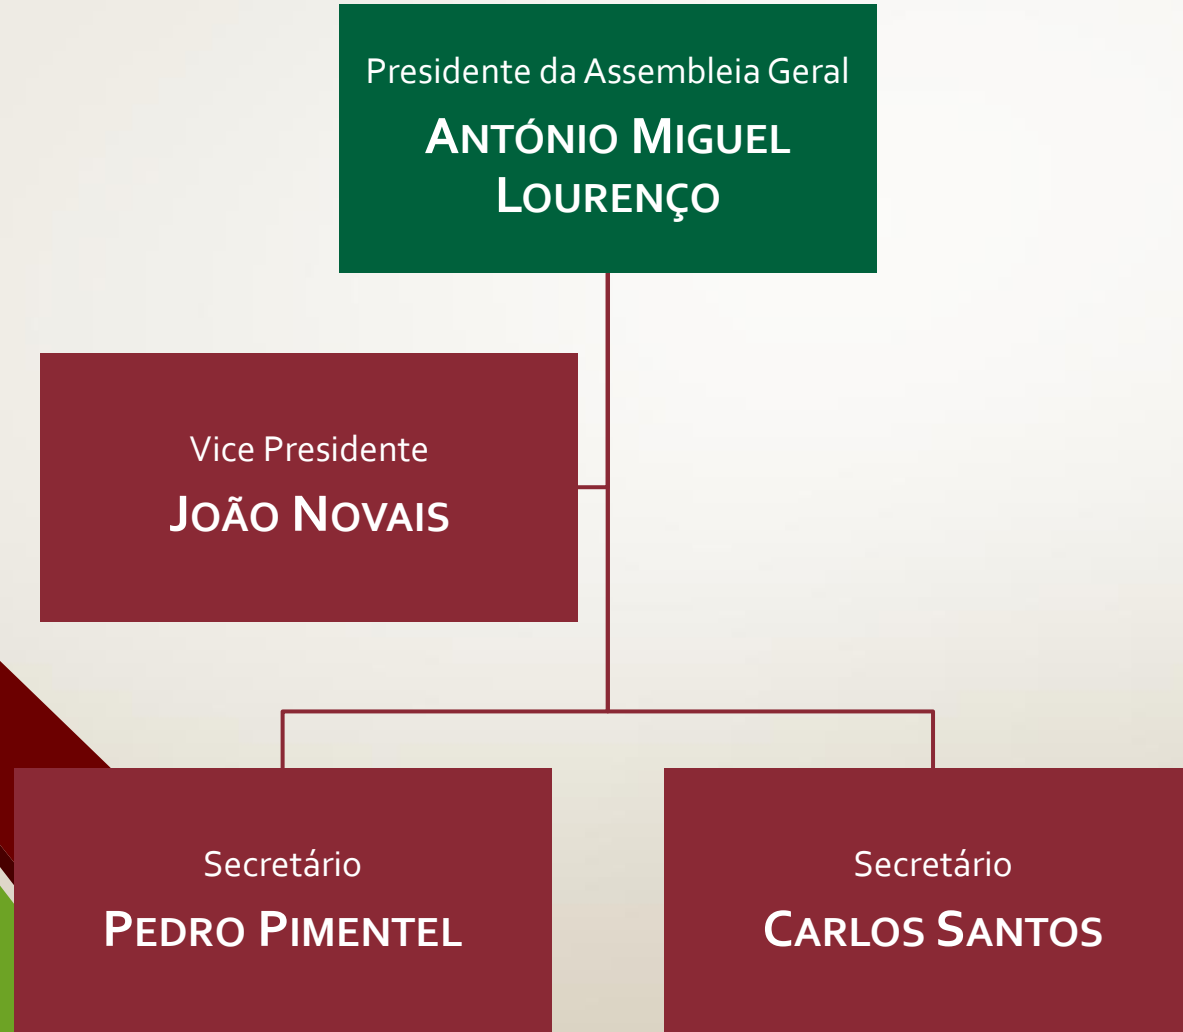 Presidente da Assembleia Geral
ANTÓNIO MIGUEL
LOURENÇO
Vice Presidente
JOÃO NOVAIS
Secretário
PEDRO PIMENTEL
Secretário
CARLOS SANTOS